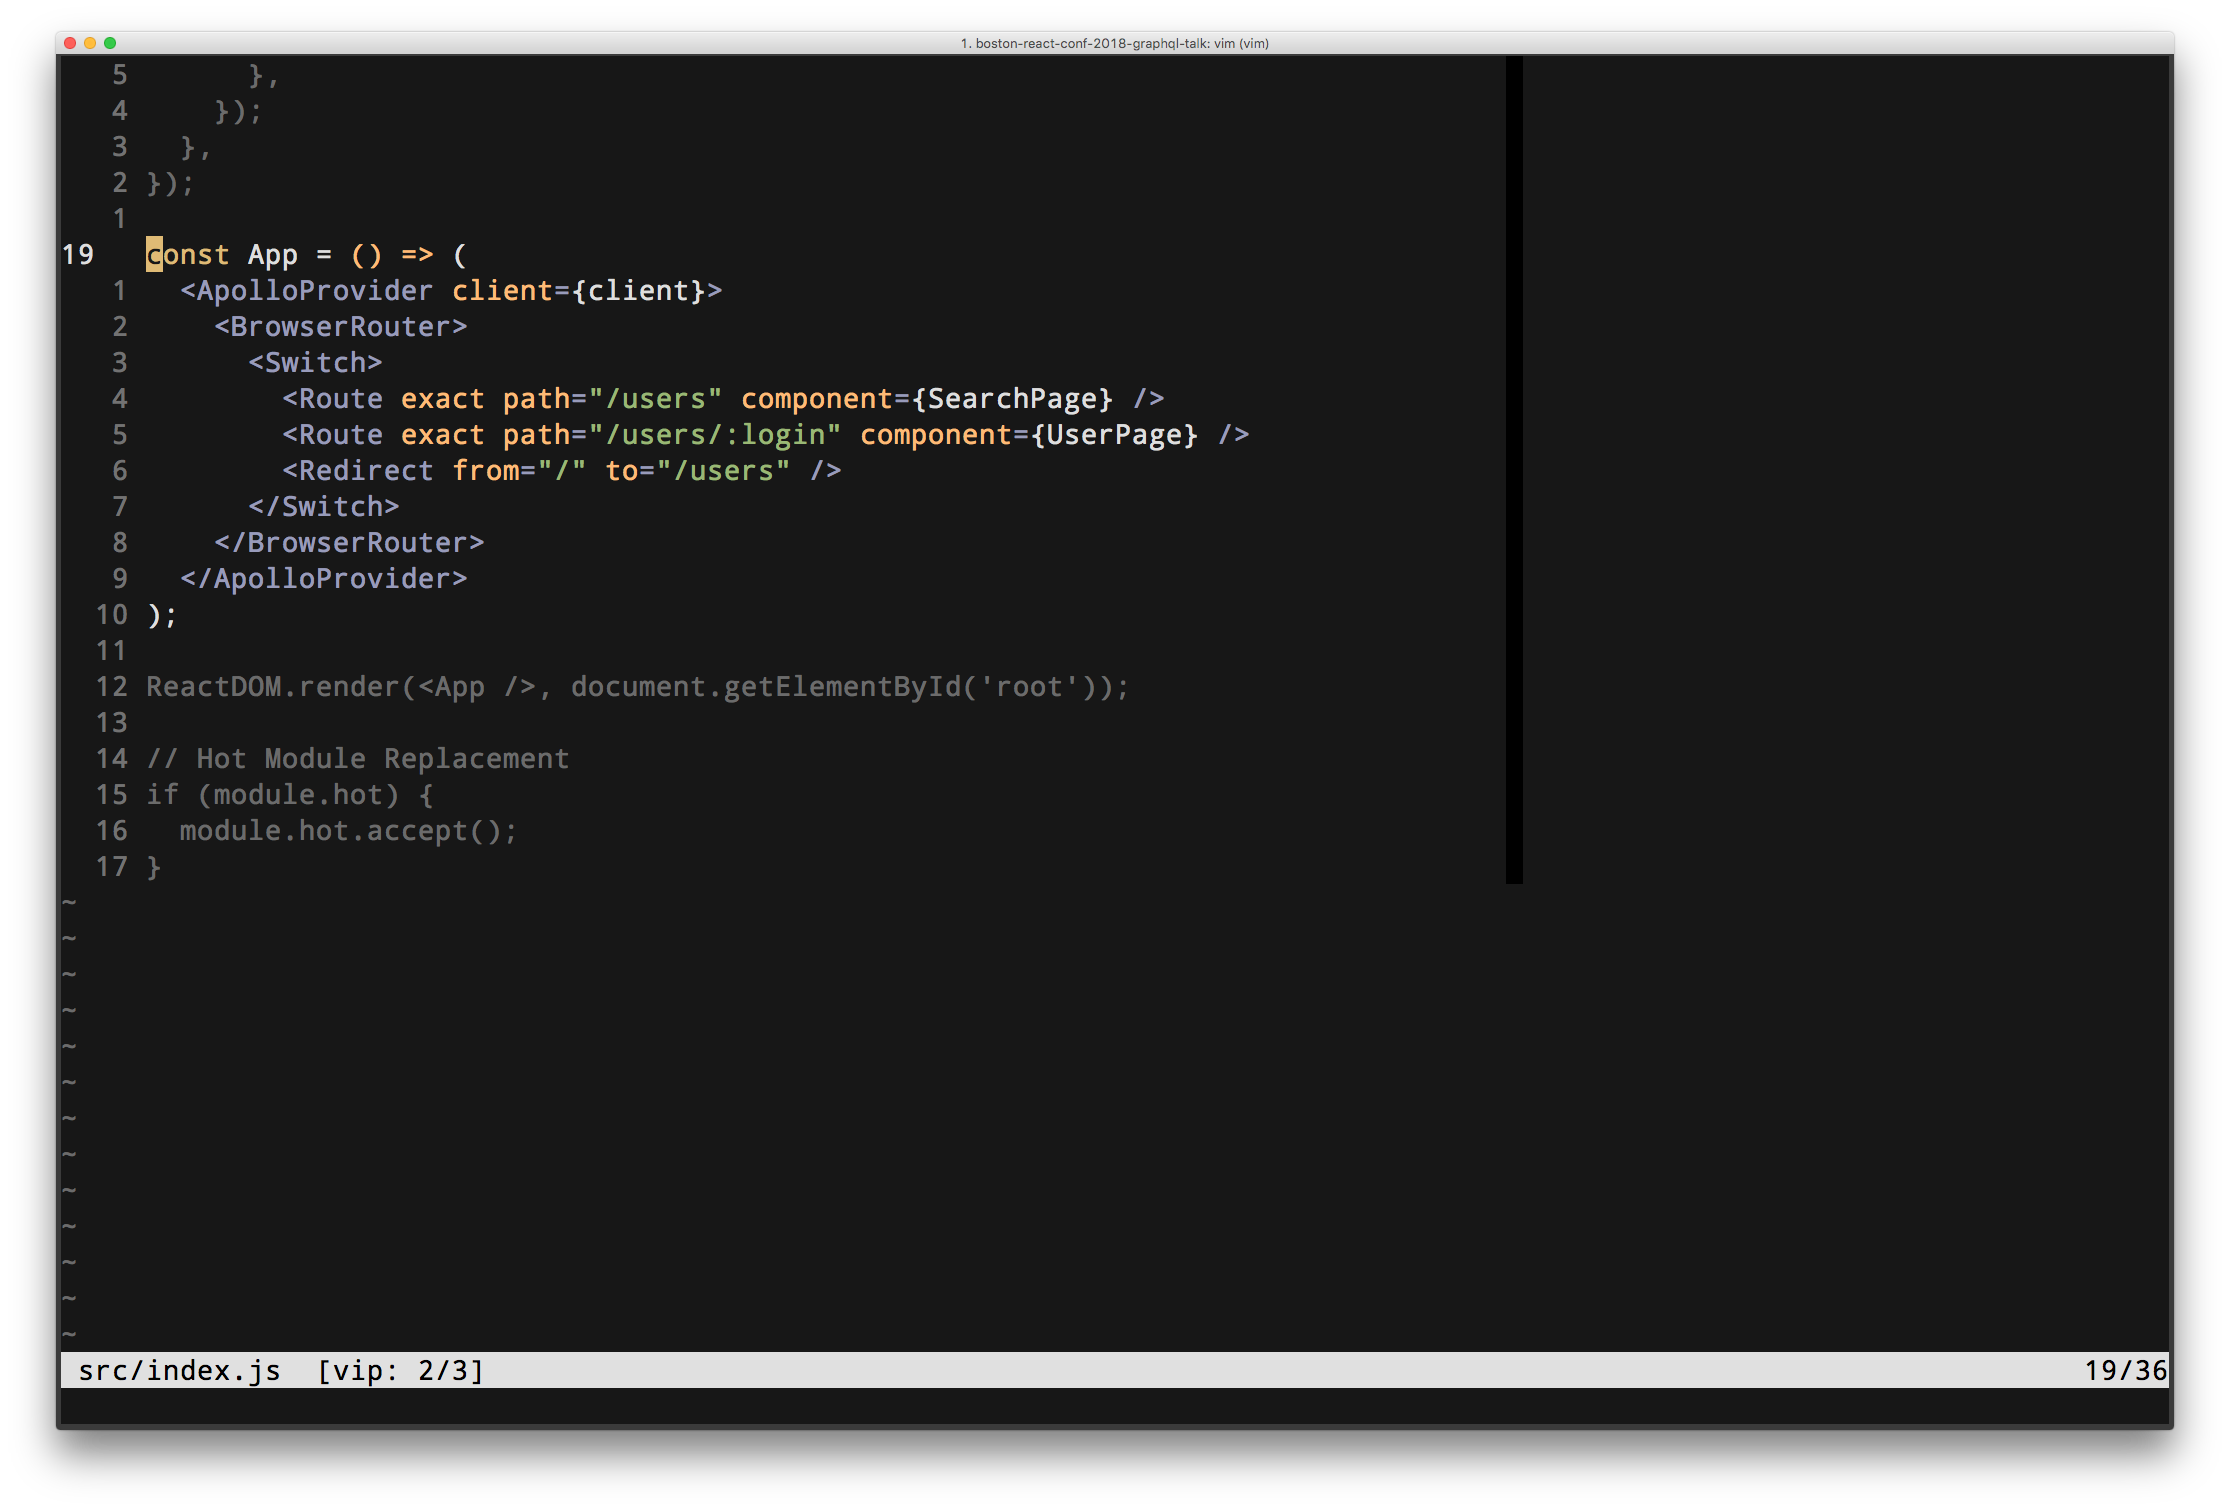 1. boston-react-conf-2018-graphql-talk: vim (vim)
5       },
4     });
3   },
2 });
1
19   const App = () => (
1   <ApolloProvider client={client}>
2     <BrowserRouter>
3       <Switch>
4         <Route exact path="/users" component={SearchPage} />
5         <Route exact path="/users/:login" component={UserPage} />
6         <Redirect from="/" to="/users" />
7       </Switch>
8     </BrowserRouter>
9   </ApolloProvider>
10 );
11
12 ReactDOM.render(<App />, document.getElementById('root'));
13
14 // Hot Module Replacement
15 if (module.hot) {
16   module.hot.accept();
17 }
~
~
~
~
~
~
~
~
~
~
~
~
~
src/index.js  [vip: 2/3] 19/36